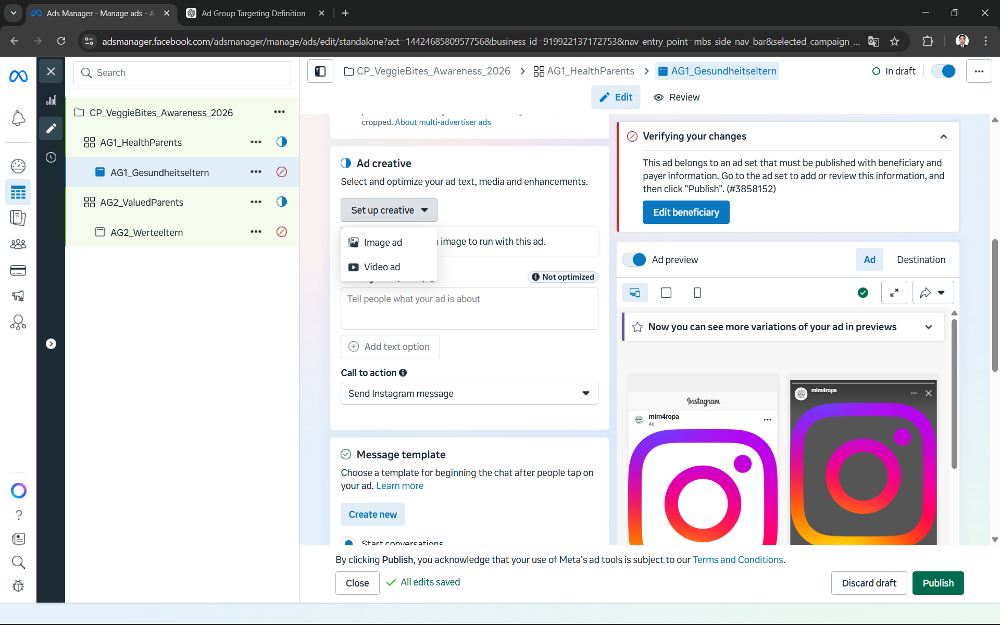 Ads Manager - Manage ads - A
Ad Group Targeting Definition
adsmanager.facebook.com/adsmanager/manage/ads/edit/standalone?act=1442468580957756&business_id=919922137172753&nav_entry_point=mbs_side_nav_bar&selected_campaign_...
Search
CP_VeggieBites_Awareness_2026
AG1_HealthParents
AG1_Gesundheitseltern
AG2_ValuedParents
AG2_Werteeltern
CP_VeggieBites_Awareness_2026
AG1_HealthParents
AG1_Gesundheitseltern
In draft
Edit
Review
cropped. About multi-advertiser ads
Ad creative
Select and optimize your ad text, media and enhancements.
Set up creative
Image ad
Video ad
image to run with this ad.
Not optimized
Tell people what your ad is about
Add text option
Call to action
Send Instagram message
Message template
Choose a template for beginning the chat after people tap on
your ad. Learn more
Create new
Start conversations
Verifying your changes
This ad belongs to an ad set that must be published with beneficiary and
payer information. Go to the ad set to add or review this information, and
then click "Publish". (#3858152)
Edit beneficiary
Ad preview
Ad
Destination
Now you can see more variations of your ad in previews
Instagram
mim4ropa
Ad
mim4ropa
By clicking Publish, you acknowledge that your use of Meta's ad tools is subject to our Terms and Conditions.
Close
All edits saved
Discard draft
Publish